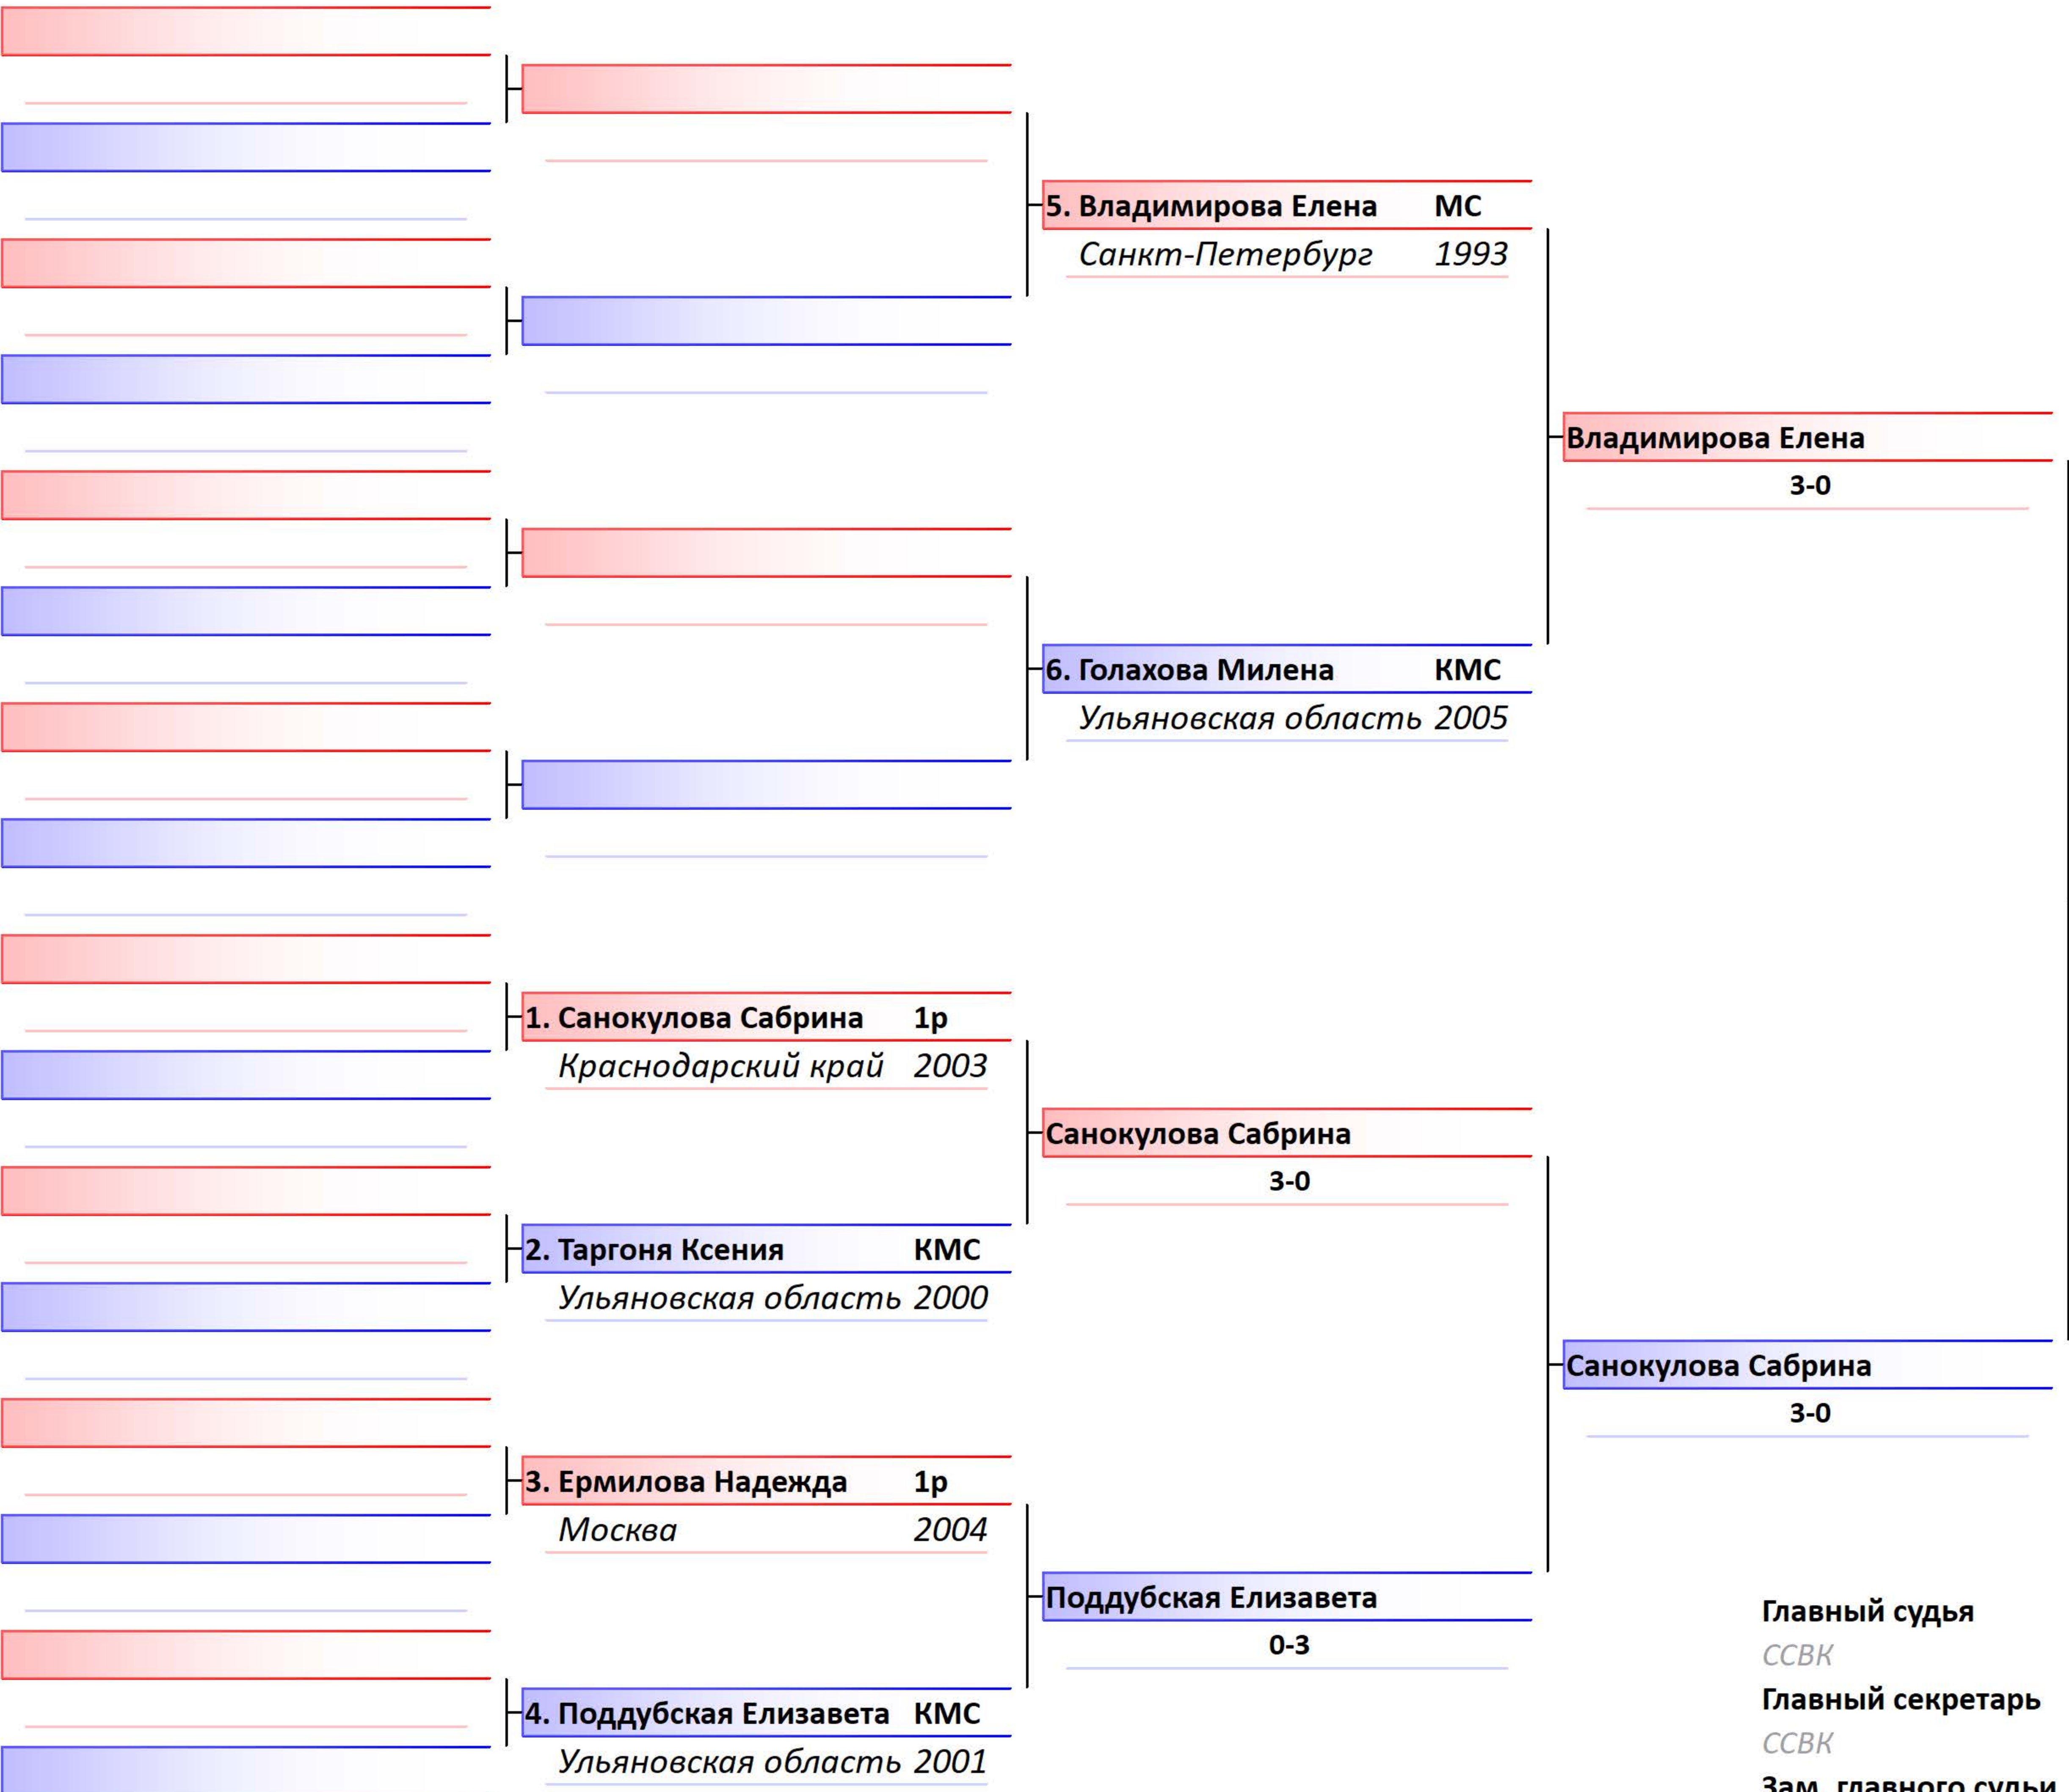 5. Владимирова Елена МС
Санкт-Петербург 1993
Владимирова Елена
3-0
6. Голахова Милена КМС
Ульяновская область 2005
1. Санокулова Сабрина 1р
Краснодарский край 2003
Санокулова Сабрина
3-0
2. Таргоня Ксения КМС
Ульяновская область 2000
Санокулова Сабрина
3-0
3. Ермилова Надежда 1р
Москва 2004
Поддубская Елизавета
0-3
4. Поддубская Елизавета КМС
Ульяновская область 2001
Главный судья
ССВК
Главный секретарь
ССВК
Зам. главного судьи